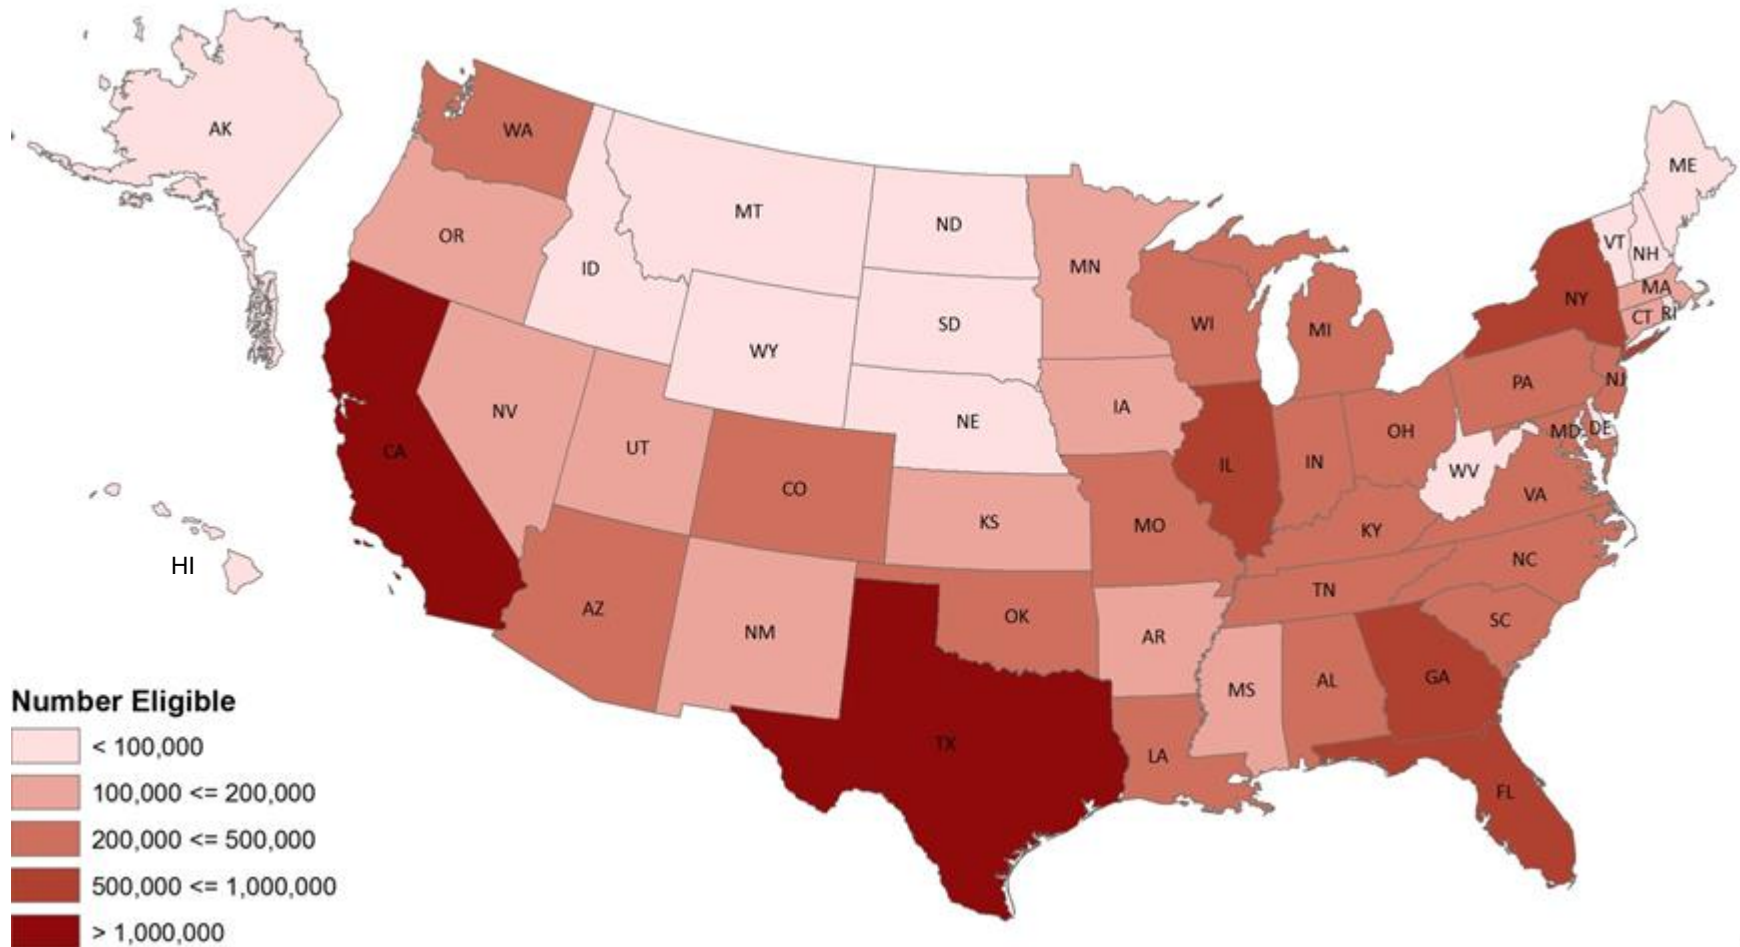 AK
WA
ME
MT
ND
OR
VT
NH
ID
MN
MA
NY
CT
RI
SD
WI
MI
WY
PA
NJ
NV
IA
NE
UT
OH
MD
DE
CA
IL
IN
WV
CO
VA
KS
MO
KY
HI
NC
AZ
TN
OK
SC
NM
AR
GA
AL
MS
TX
LA
FL
Number Eligible
< 100,000
100,000 <= 200,000
200,000 <= 500,000
500,000 <= 1,000,000
> 1,000,000